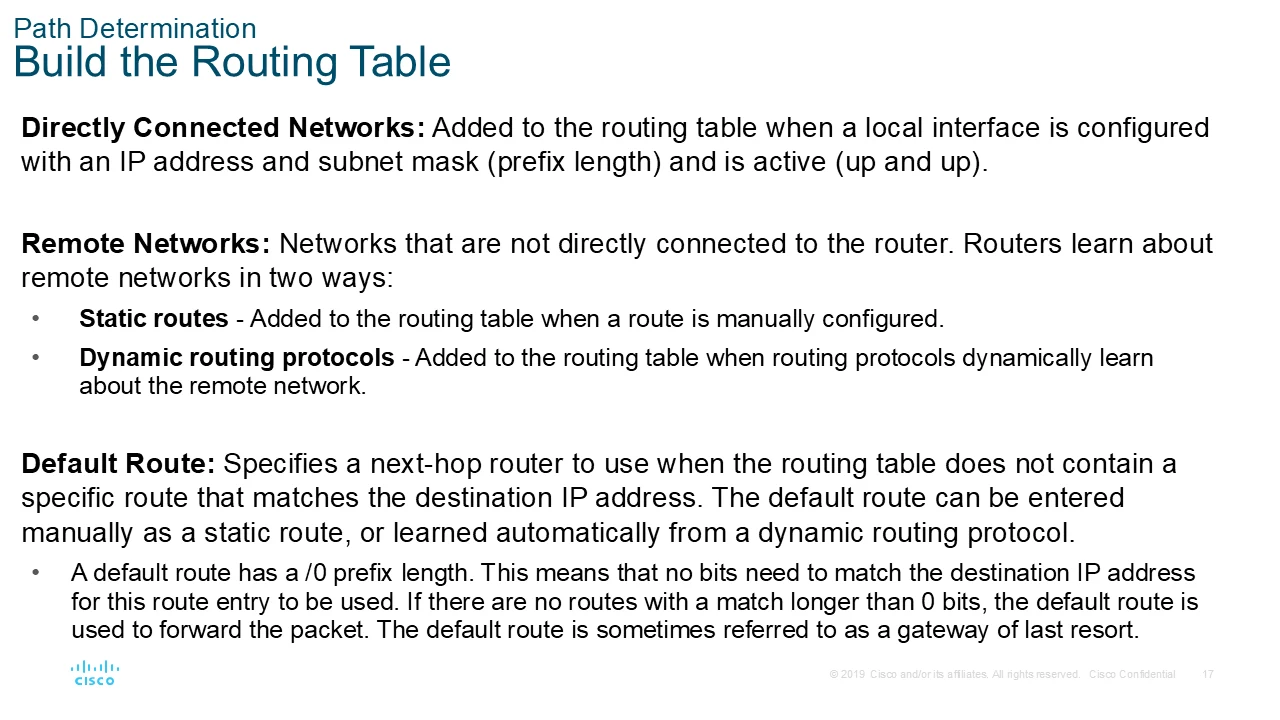 Path Determination
Build the Routing Table
Directly Connected Networks: Added to the routing table when a local interface is configured
with an IP address and subnet mask (prefix length) and is active (up and up).
Remote Networks: Networks that are not directly connected to the router. Routers learn about
remote networks in two ways:
• Static routes - Added to the routing table when a route is manually configured.
• Dynamic routing protocols - Added to the routing table when routing protocols dynamically learn
about the remote network.
Default Route: Specifies a next-hop router to use when the routing table does not contain a
specific route that matches the destination IP address. The default route can be entered
manually as a static route, or learned automatically from a dynamic routing protocol.
• A default route has a /0 prefix length. This means that no bits need to match the destination IP address
for this route entry to be used. If there are no routes with a match longer than 0 bits, the default route is
used to forward the packet. The default route is sometimes referred to as a gateway of last resort.
CISCO
© 2019 Cisco and/or its affiliates. All rights reserved. Cisco Confidential 17